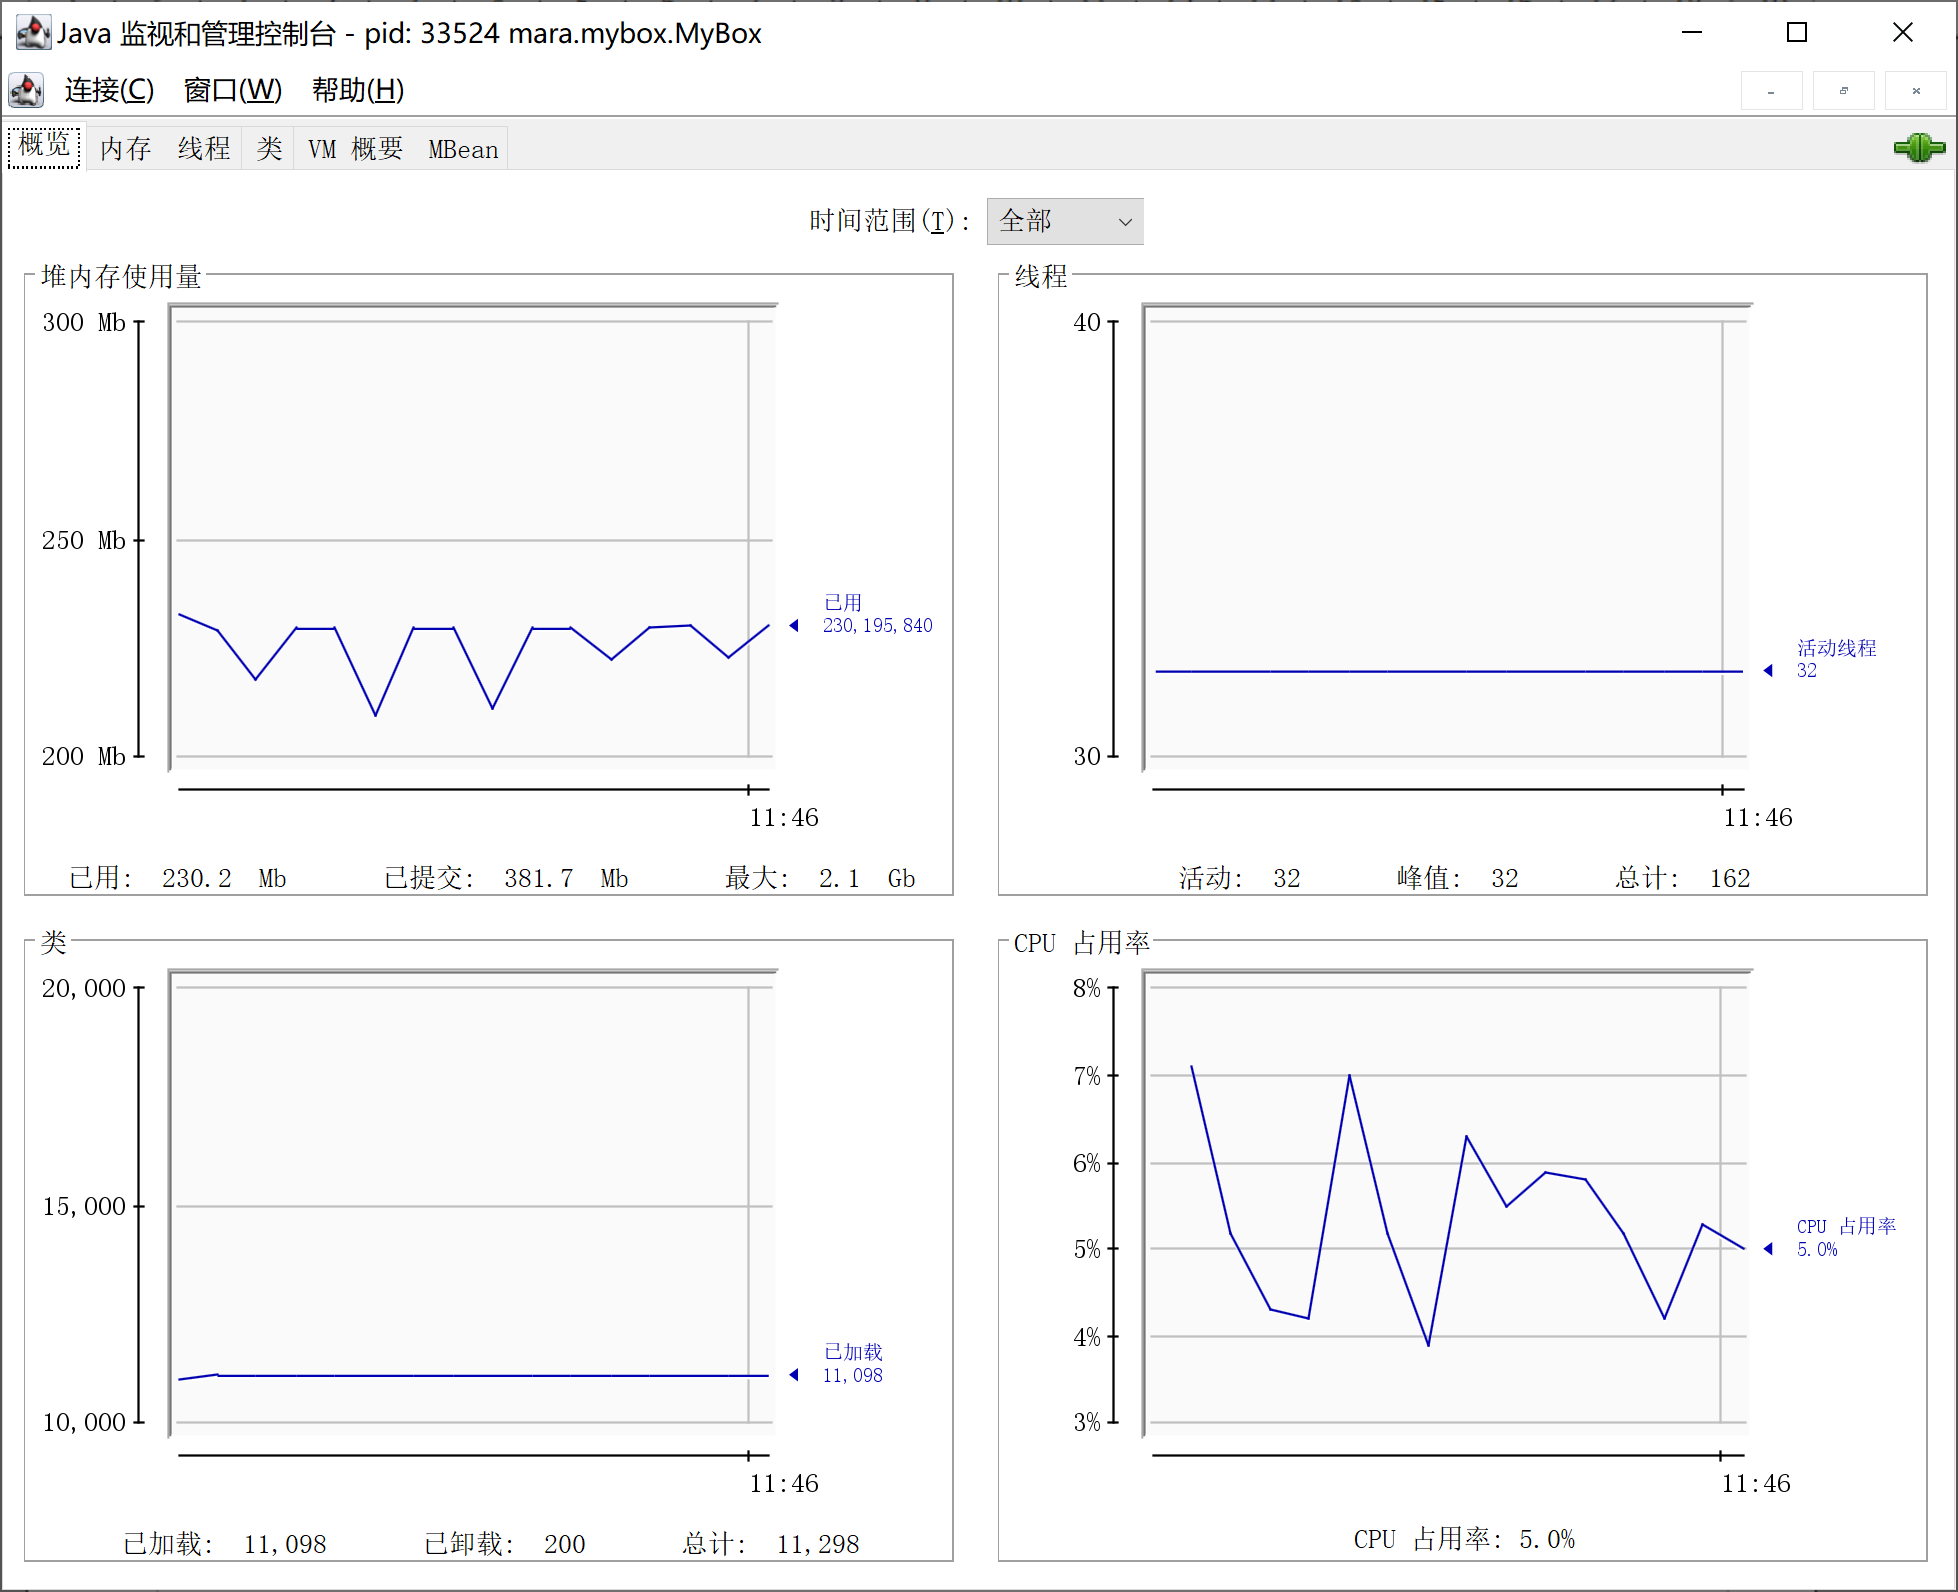 Java 监视和管理控制台 - pid: 33524 mara.mybox.MyBox
连接(C) 窗口(W) 帮助(H)
概览 内存 线程 类 VM 概要 MBean
时间范围(T): 全部
堆内存使用量
300 Mb
250 Mb
200 Mb
已用
230,195,840
11:46
已用: 230.2 Mb 已提交: 381.7 Mb 最大: 2.1 Gb
线程
40
30
活动线程
32
11:46
活动: 32 峰值: 32 总计: 162
类
20,000
15,000
10,000
已加载
11,098
11:46
已加载: 11,098 已卸载: 200 总计: 11,298
CPU 占用率
8%
7%
6%
5%
4%
3%
CPU 占用率
5.0%
11:46
CPU 占用率: 5.0%